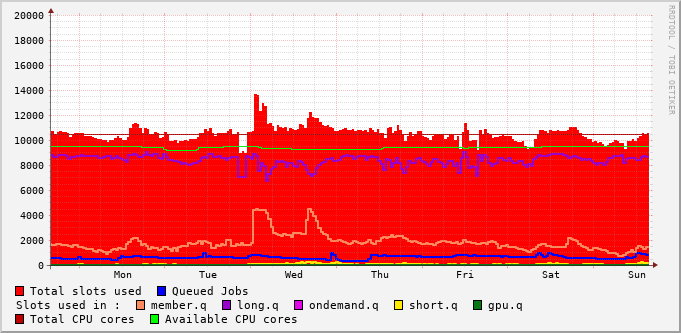 20000
18000
16000
14000
12000
10000
8000
6000
4000
2000
0
Mon Tue Wed Thu Fri Sat Sun
RRDTOOL / TOBI OETIKER
Total slots used Queued Jobs
Slots used in : member.q long.q ondemand.q short.q gpu.q
Total CPU cores Available CPU cores